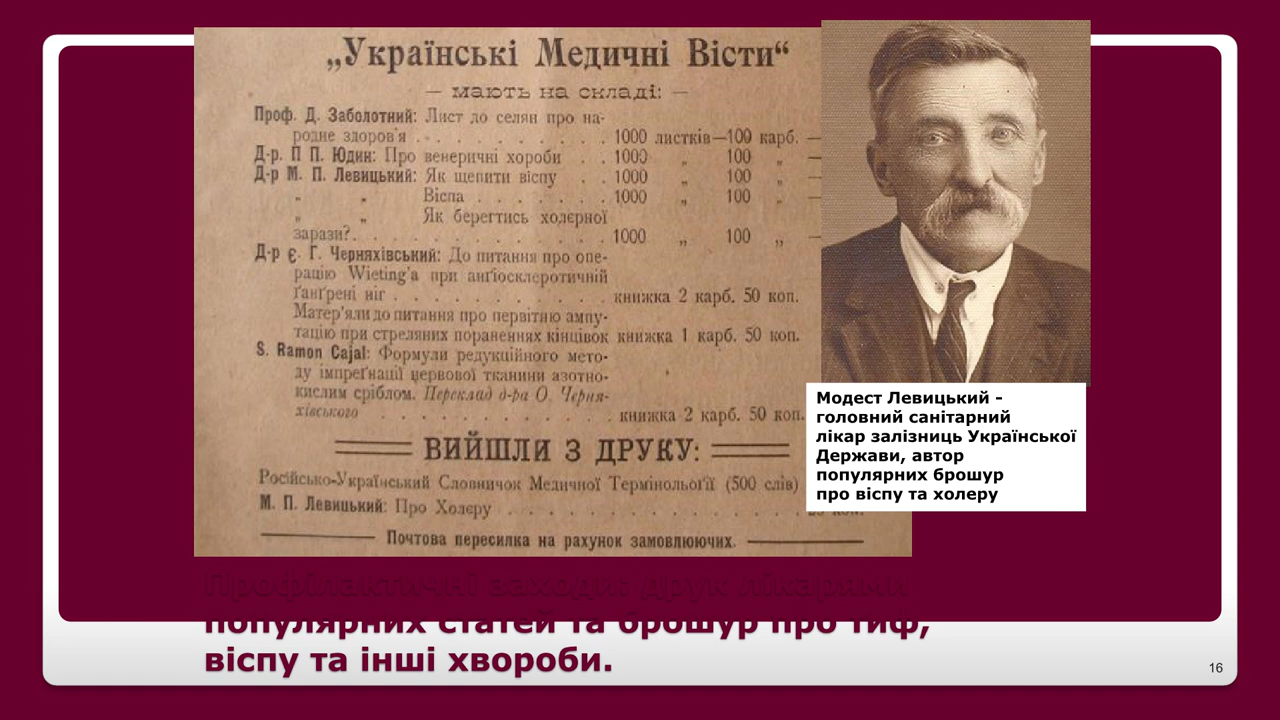 „Українські Медичні Вісти“
— мають на складі: —
Проф. Д. Заболотний: Лист до селян про на-
родне здоров'я . . . . . . . . . . 1000 листків—100 карб. —
Д-р. П П. Юдин: Про венеричні хороби . . 1000 „ 100 „ —
Д-р М. П. Левицький: Як щепити віспу . . 1000 „ 100 „ —
„ „ Віспа . . . . . . . 1000 „ 100 „ —
„ „ Як берегтись холєрної
зарази?. . . . . . . . . . . . . 1000 „ 100 „ —
Д-р Є. Г. Черняхівський: До питання про опе-
рацію Wieting'а при анґіосклеротичній
ґанґрені ніг . . . . . . . . . . . книжка 2 карб. 50 коп.
Матер'яли до питання про первітню ампу-
тацію при стреляних пораненнях кінцівок книжка 1 карб. 50 коп.
S. Ramon Cajal: Формули редукційного мето-
ду імпреґнації нервової тканини азотно-
кислим сріблом. Переклад д-ра О. Черня-
хівського . . . . . . . . . . . . книжка 2 карб. 50 коп.
ВИЙШЛИ З ДРУКУ:
Російсько-Український Словничок Медичної Термінольоґії (500 слів)
М. П. Левицький: Про Холєру . . . . . . . . . . . . . . .
Почтова пересилка на рахунок замовлюючих.
Модест Левицький -
головний санітарний
лікар залізниць Української
Держави, автор
популярних брошур
про віспу та холеру
Профілактичні заходи: друк лікарями
популярних статей та брошур про тиф,
віспу та інші хвороби.
16